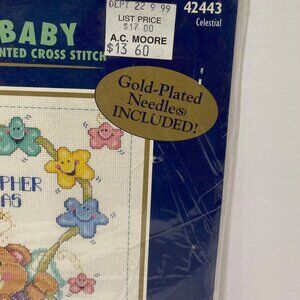 DEPT 22 9 99
LIST PRICE
$17.00
A.C. MOORE
$13.60
42443
Celestial
BABY
NTED CROSS STITCH
Gold-Plated
Needle(s)
INCLUDED!
PHER
AS